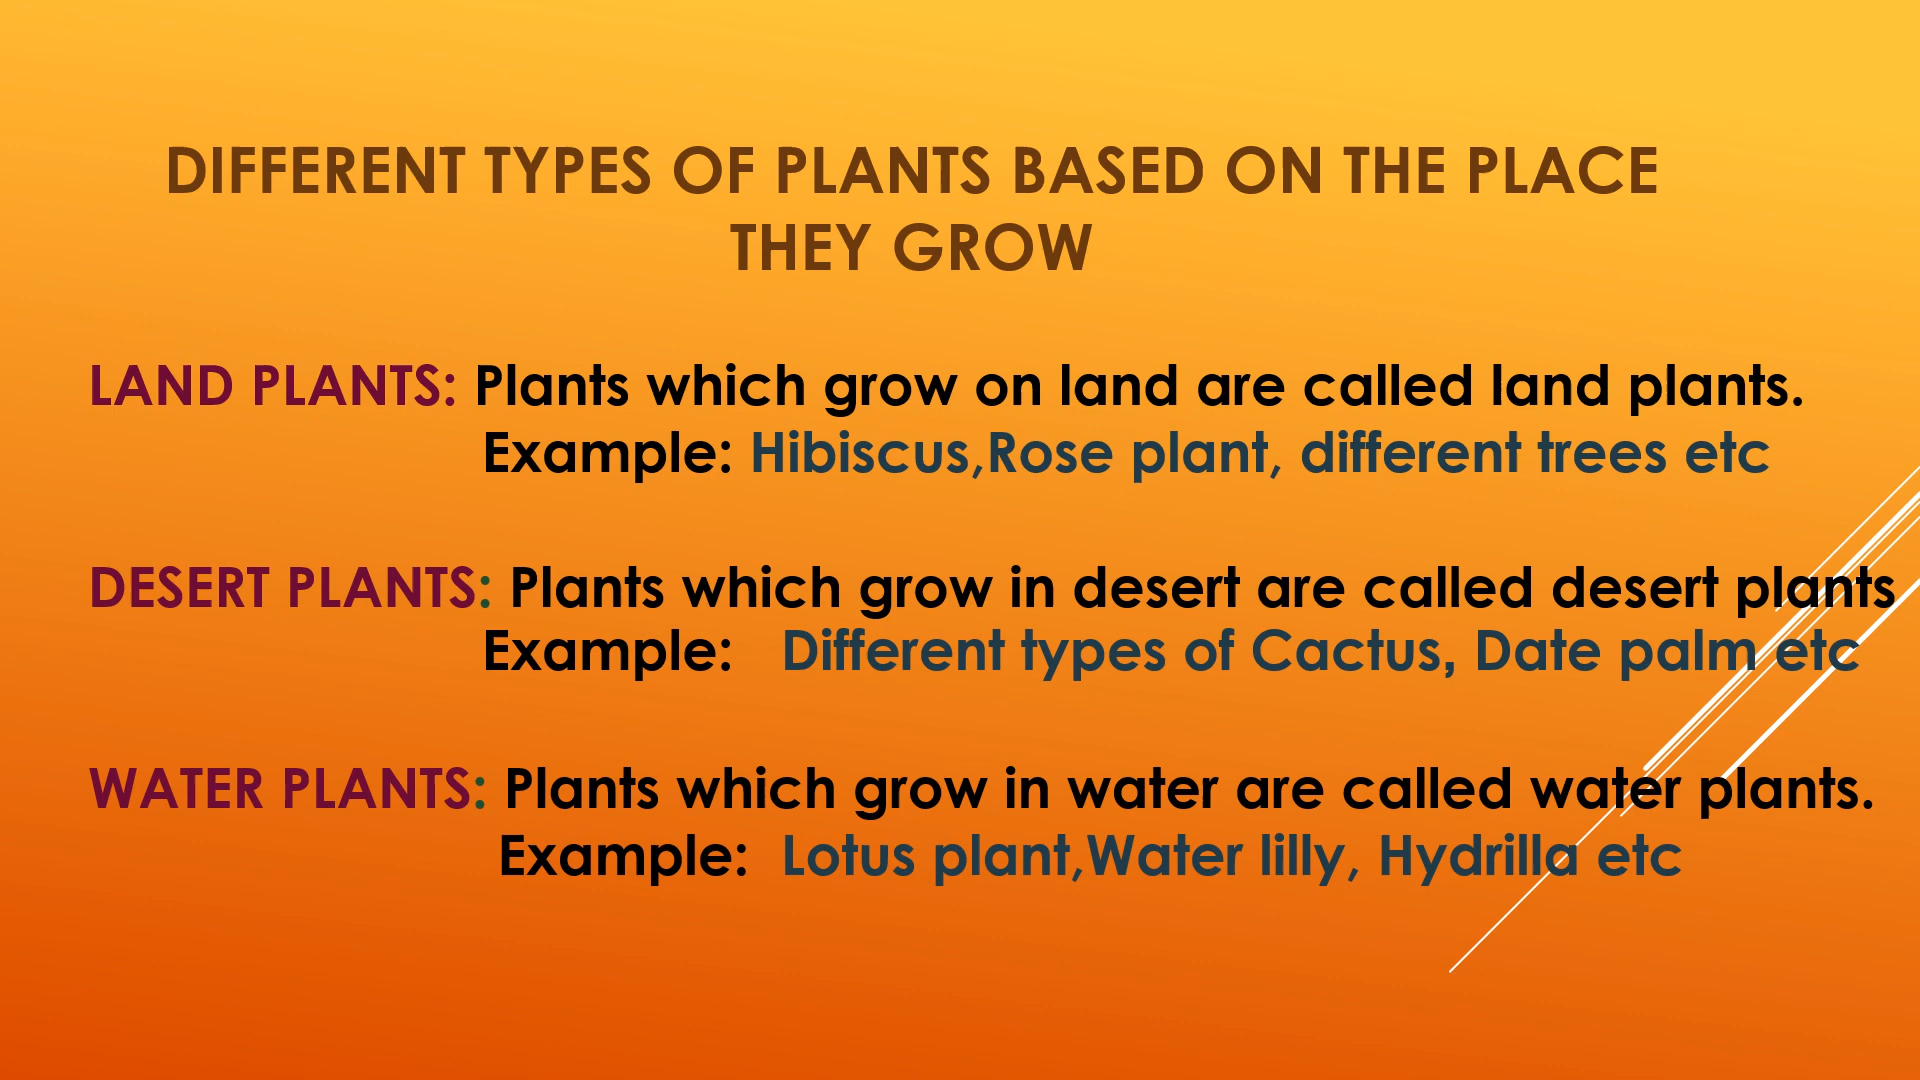 DIFFERENT TYPES OF PLANTS BASED ON THE PLACE
THEY GROW
LAND PLANTS: Plants which grow on land are called land plants.
Example: Hibiscus,Rose plant, different trees etc
DESERT PLANTS: Plants which grow in desert are called desert plants
Example: Different types of Cactus, Date palm etc
WATER PLANTS: Plants which grow in water are called water plants.
Example: Lotus plant,Water lilly, Hydrilla etc